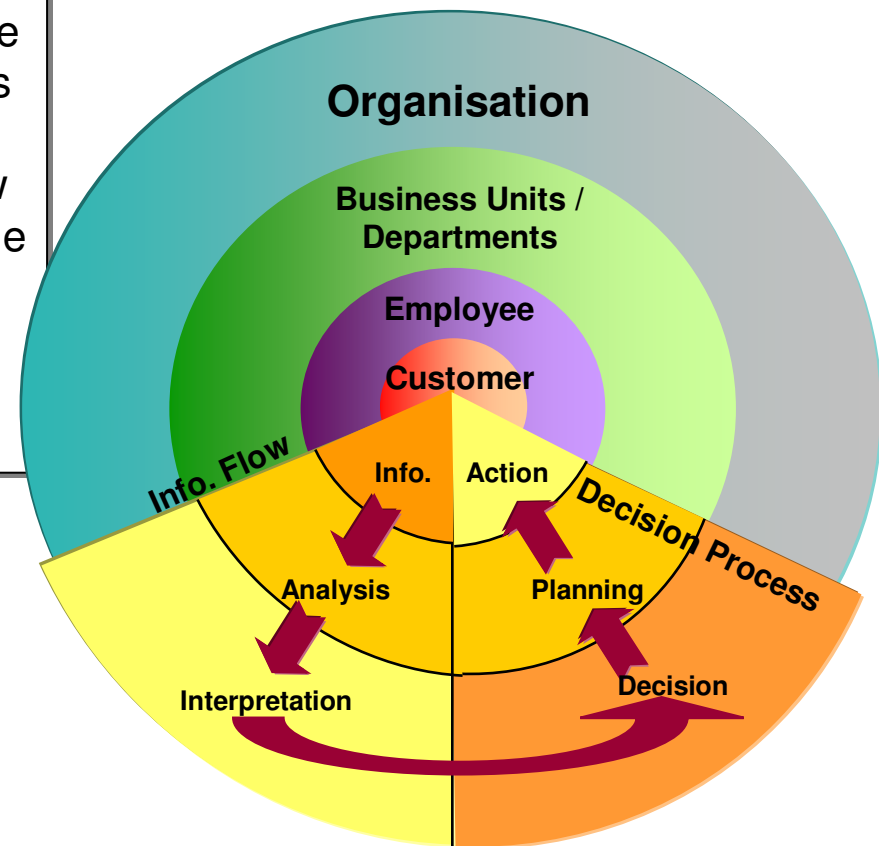 e
s
e
Organisation
Business Units /
Departments
Employee
Customer
Info. Flow
Info.
Action
Decision Process
Analysis
Planning
Interpretation
Decision